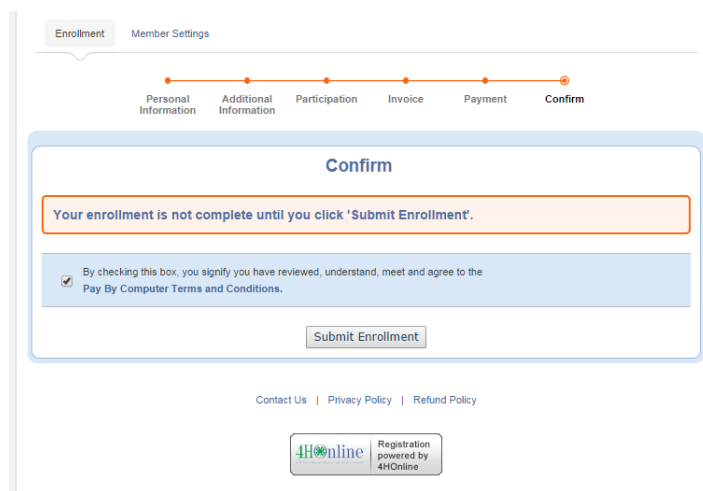 Enrollment Member Settings
Personal Information Additional Information Participation Invoice Payment Confirm
Confirm
Your enrollment is not complete until you click 'Submit Enrollment'.
By checking this box, you signify you have reviewed, understand, meet and agree to the
Pay By Computer Terms and Conditions.
Submit Enrollment
Contact Us | Privacy Policy | Refund Policy
4HOnline
Registration
powered by
4HOnline